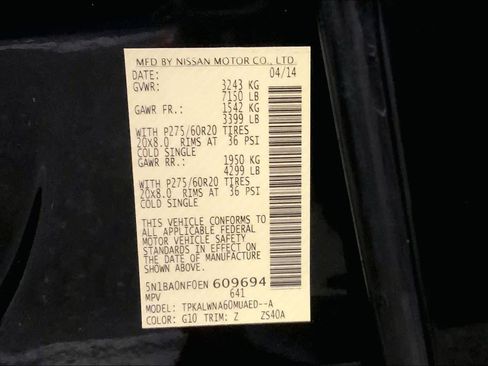 MFD BY NISSAN MOTOR CO., LTD.
DATE: 04/14
GVWR: 3243 KG
7150 LB
GAWR FR.: 1542 KG
3399 LB
WITH P275/60R20 TIRES
20x8.0 RIMS AT 36 PSI
COLD SINGLE
GAWR RR.: 1950 KG
4299 LB
WITH P275/60R20 TIRES
20x8.0 RIMS AT 36 PSI
COLD SINGLE
THIS VEHICLE CONFORMS TO
ALL APPLICABLE FEDERAL
MOTOR VEHICLE SAFETY
STANDARDS IN EFFECT ON
THE DATE OF MANUFACTURE
SHOWN ABOVE.
5N1BA0NF0EN 609694
MPV 641
MODEL: TPKALWNA60MUAED--A
COLOR: G10 TRIM: Z ZS40A